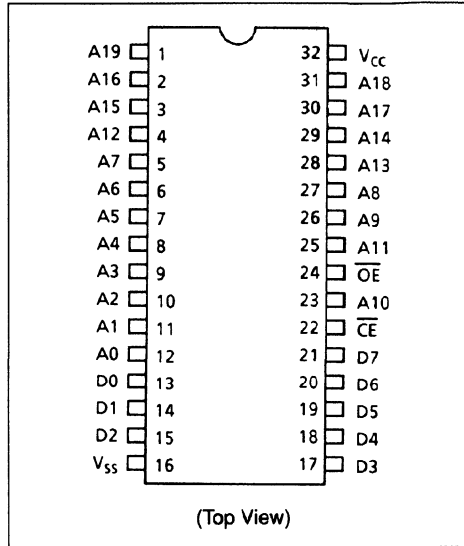 A19 1 32 VCC
A16 2 31 A18
A15 3 30 A17
A12 4 29 A14
A7 5 28 A13
A6 6 27 A8
A5 7 26 A9
A4 8 25 A11
A3 9 24 O̅E̅
A2 10 23 A10
A1 11 22 C̅E̅
A0 12 21 D7
D0 13 20 D6
D1 14 19 D5
D2 15 18 D4
VSS 16 17 D3
(Top View)